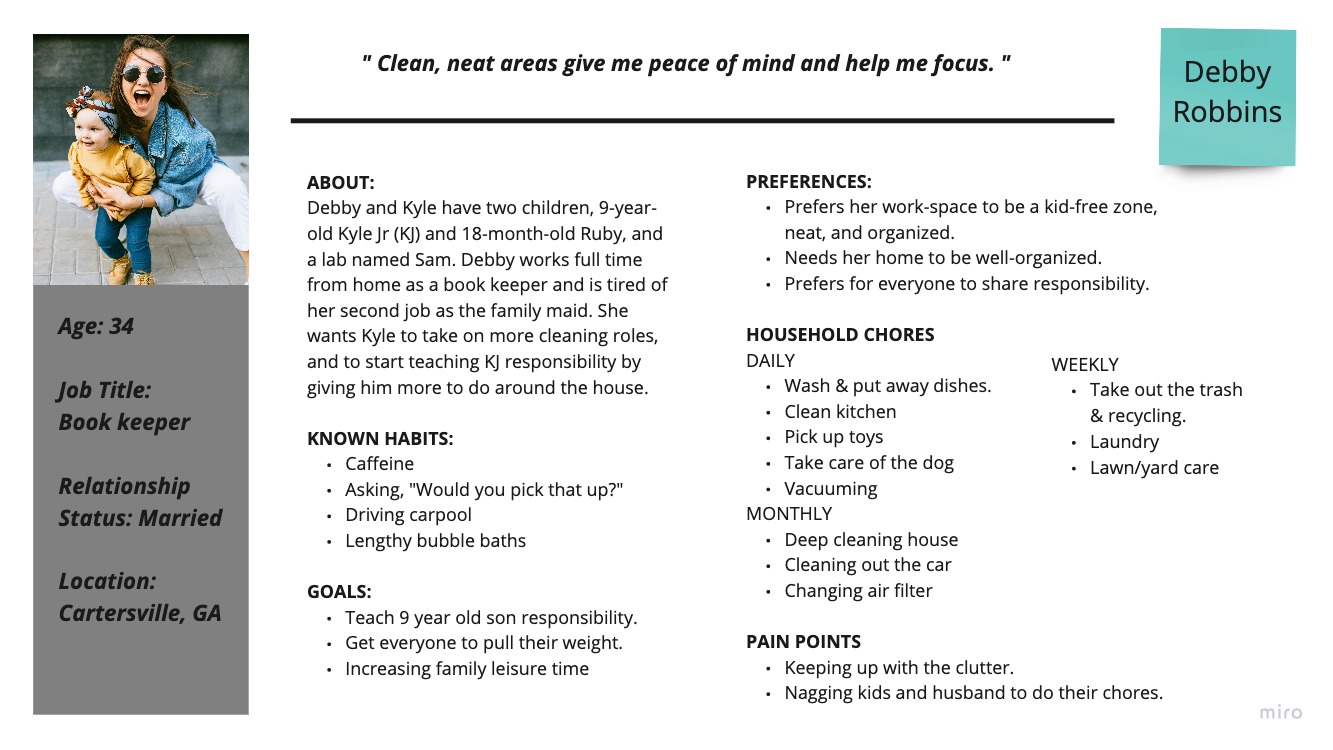 " Clean, neat areas give me peace of mind and help me focus. "
Debby
Robbins
Age: 34
Job Title:
Book keeper
Relationship
Status: Married
Location:
Cartersville, GA
ABOUT:
Debby and Kyle have two children, 9-year-
old Kyle Jr (KJ) and 18-month-old Ruby, and
a lab named Sam. Debby works full time
from home as a book keeper and is tired of
her second job as the family maid. She
wants Kyle to take on more cleaning roles,
and to start teaching KJ responsibility by
giving him more to do around the house.
KNOWN HABITS:
• Caffeine
• Asking, "Would you pick that up?"
• Driving carpool
• Lengthy bubble baths
GOALS:
• Teach 9 year old son responsibility.
• Get everyone to pull their weight.
• Increasing family leisure time
PREFERENCES:
• Prefers her work-space to be a kid-free zone,
neat, and organized.
• Needs her home to be well-organized.
• Prefers for everyone to share responsibility.
HOUSEHOLD CHORES
DAILY
• Wash & put away dishes.
• Clean kitchen
• Pick up toys
• Take care of the dog
• Vacuuming
WEEKLY
• Take out the trash
& recycling.
• Laundry
• Lawn/yard care
MONTHLY
• Deep cleaning house
• Cleaning out the car
• Changing air filter
PAIN POINTS
• Keeping up with the clutter.
• Nagging kids and husband to do their chores.
miro